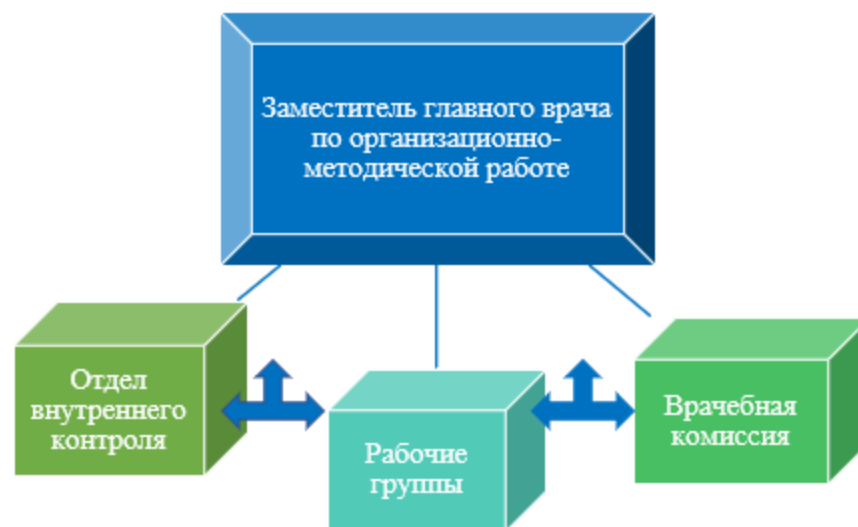 Заместитель главного врача
по организационно-
методической работе
Отдел
внутреннего
контроля
Рабочие
группы
Врачебная
комиссия